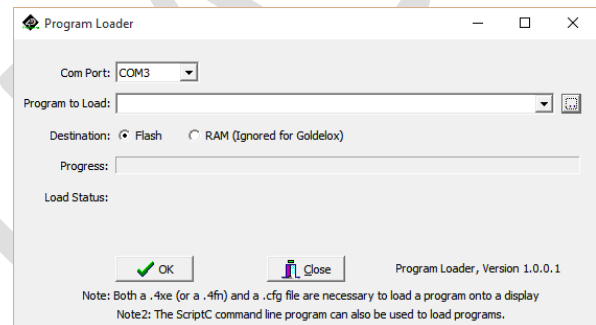 Program Loader
Com Port: COM3
Program to Load:
Destination: Flash RAM (Ignored for Goldelox)
Progress:
Load Status:
OK Close Program Loader, Version 1.0.0.1
Note: Both a .4xe (or a .4fn) and a .cfg file are necessary to load a program onto a display
Note2: The ScriptC command line program can also be used to load programs.